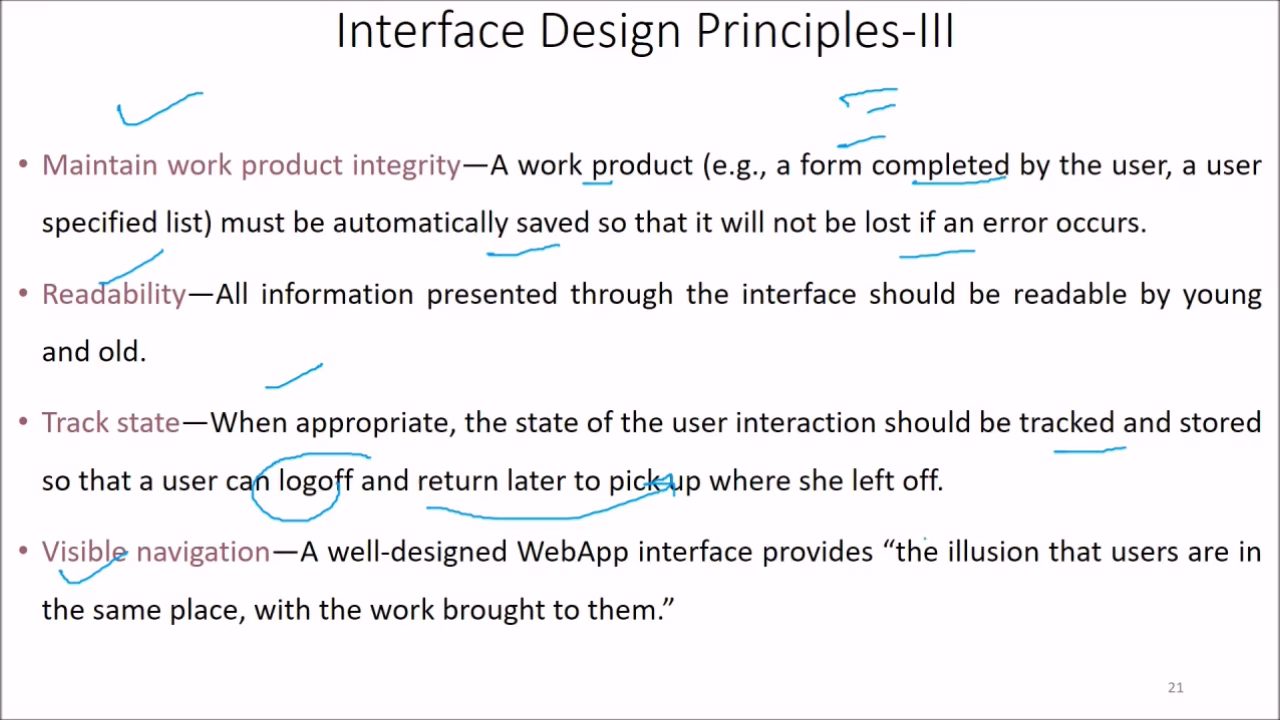 Interface Design Principles-III
• Maintain work product integrity—A work product (e.g., a form completed by the user, a user
specified list) must be automatically saved so that it will not be lost if an error occurs.
• Readability—All information presented through the interface should be readable by young
and old.
• Track state—When appropriate, the state of the user interaction should be tracked and stored
so that a user can logoff and return later to pick up where she left off.
• Visible navigation—A well-designed WebApp interface provides “the illusion that users are in
the same place, with the work brought to them.”
21